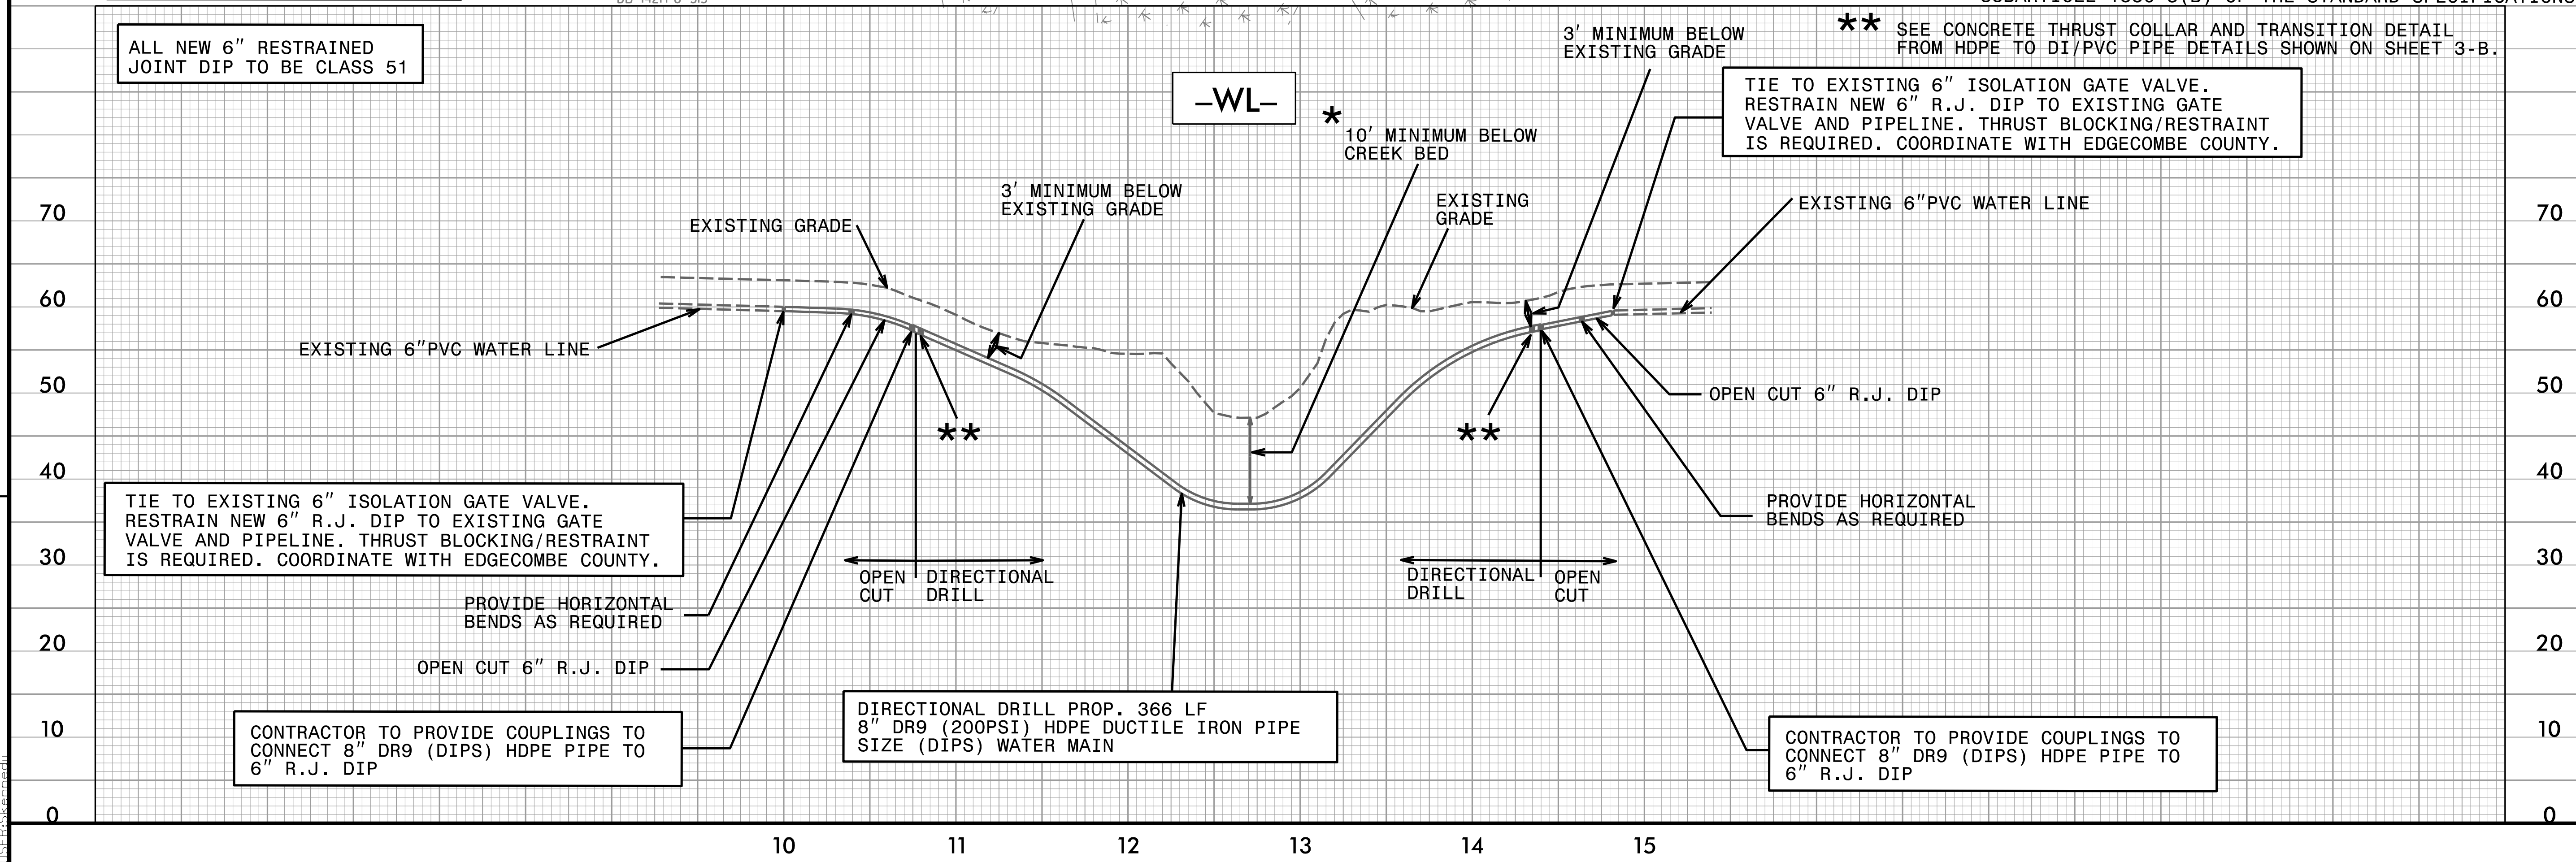 SUBARTICLE 1550-3(B) OF THE STANDARD SPECIFICATIONS
** SEE CONCRETE THRUST COLLAR AND TRANSITION DETAIL
FROM HDPE TO DI/PVC PIPE DETAILS SHOWN ON SHEET 3-B.
ALL NEW 6" RESTRAINED
JOINT DIP TO BE CLASS 51
-WL-
3' MINIMUM BELOW
EXISTING GRADE
TIE TO EXISTING 6" ISOLATION GATE VALVE.
RESTRAIN NEW 6" R.J. DIP TO EXISTING GATE
VALVE AND PIPELINE. THRUST BLOCKING/RESTRAINT
IS REQUIRED. COORDINATE WITH EDGECOMBE COUNTY.
*
10' MINIMUM BELOW
CREEK BED
3' MINIMUM BELOW
EXISTING GRADE
EXISTING
GRADE
EXISTING 6"PVC WATER LINE
EXISTING GRADE
EXISTING 6"PVC WATER LINE
OPEN CUT 6" R.J. DIP
**
**
TIE TO EXISTING 6" ISOLATION GATE VALVE.
RESTRAIN NEW 6" R.J. DIP TO EXISTING GATE
VALVE AND PIPELINE. THRUST BLOCKING/RESTRAINT
IS REQUIRED. COORDINATE WITH EDGECOMBE COUNTY.
PROVIDE HORIZONTAL
BENDS AS REQUIRED
OPEN
CUT
DIRECTIONAL
DRILL
DIRECTIONAL
DRILL
OPEN
CUT
PROVIDE HORIZONTAL
BENDS AS REQUIRED
OPEN CUT 6" R.J. DIP
CONTRACTOR TO PROVIDE COUPLINGS TO
CONNECT 8" DR9 (DIPS) HDPE PIPE TO
6" R.J. DIP
DIRECTIONAL DRILL PROP. 366 LF
8" DR9 (200PSI) HDPE DUCTILE IRON PIPE
SIZE (DIPS) WATER MAIN
CONTRACTOR TO PROVIDE COUPLINGS TO
CONNECT 8" DR9 (DIPS) HDPE PIPE TO
6" R.J. DIP
70
60
50
40
30
20
10
0
70
60
50
40
30
20
10
0
10
11
12
13
14
15